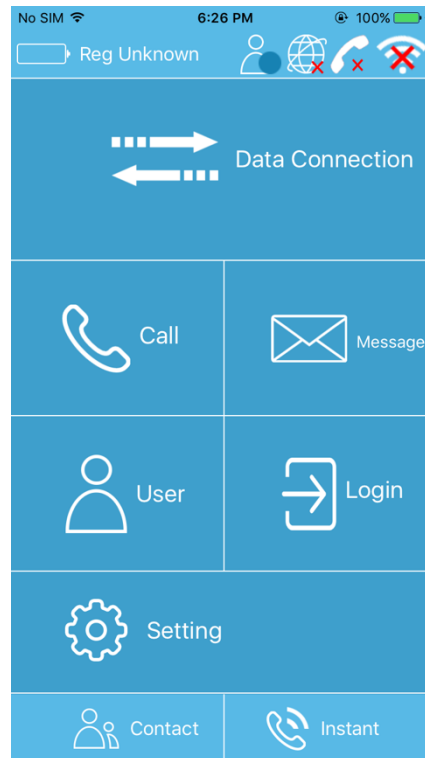 No SIM 6:26 PM 100%
Reg Unknown
Data Connection
Call
Message
User
Login
Setting
Contact
Instant